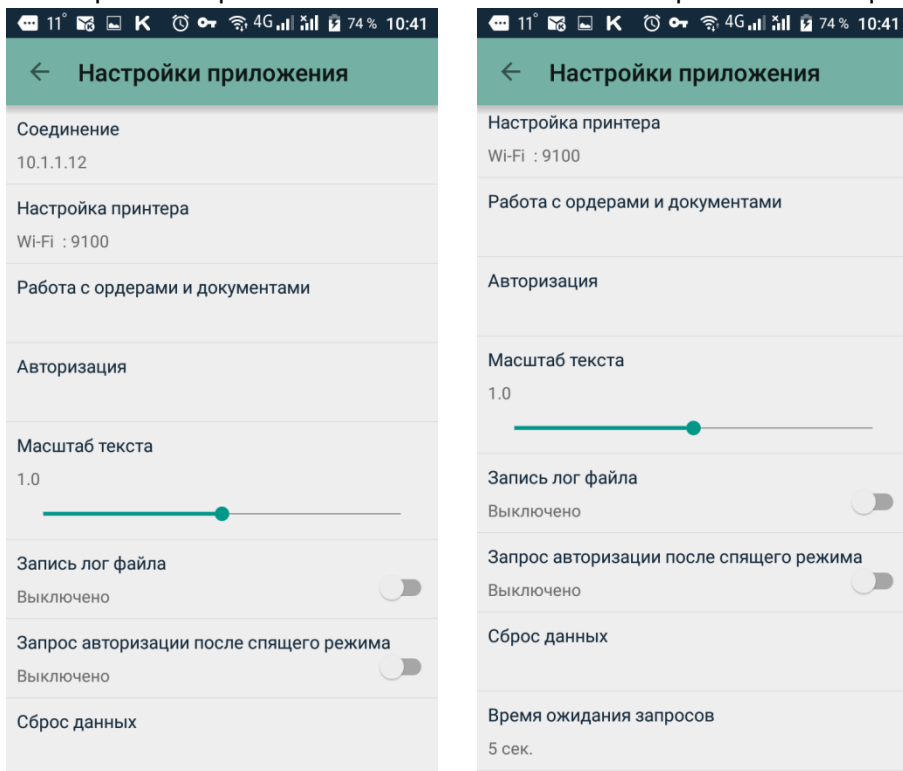 11° K 4G 74 % 10:41
Настройки приложения
Соединение
10.1.1.12
Настройка принтера
Wi-Fi : 9100
Работа с ордерами и документами
Авторизация
Масштаб текста
1.0
Запись лог файла
Выключено
Запрос авторизации после спящего режима
Выключено
Сброс данных
11° K 4G 74 % 10:41
Настройки приложения
Настройка принтера
Wi-Fi : 9100
Работа с ордерами и документами
Авторизация
Масштаб текста
1.0
Запись лог файла
Выключено
Запрос авторизации после спящего режима
Выключено
Сброс данных
Время ожидания запросов
5 сек.